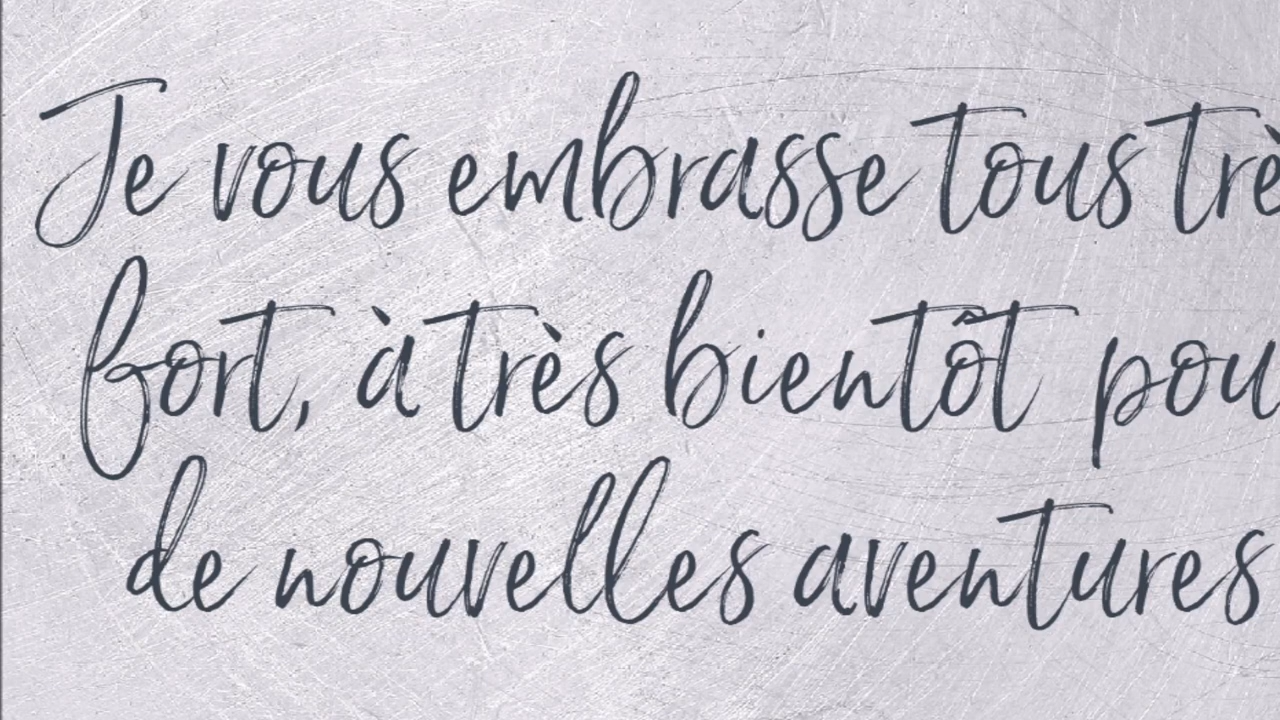 Je vous embrasse tous trè
fort, à très bientôt pou
de nouvelles aventures